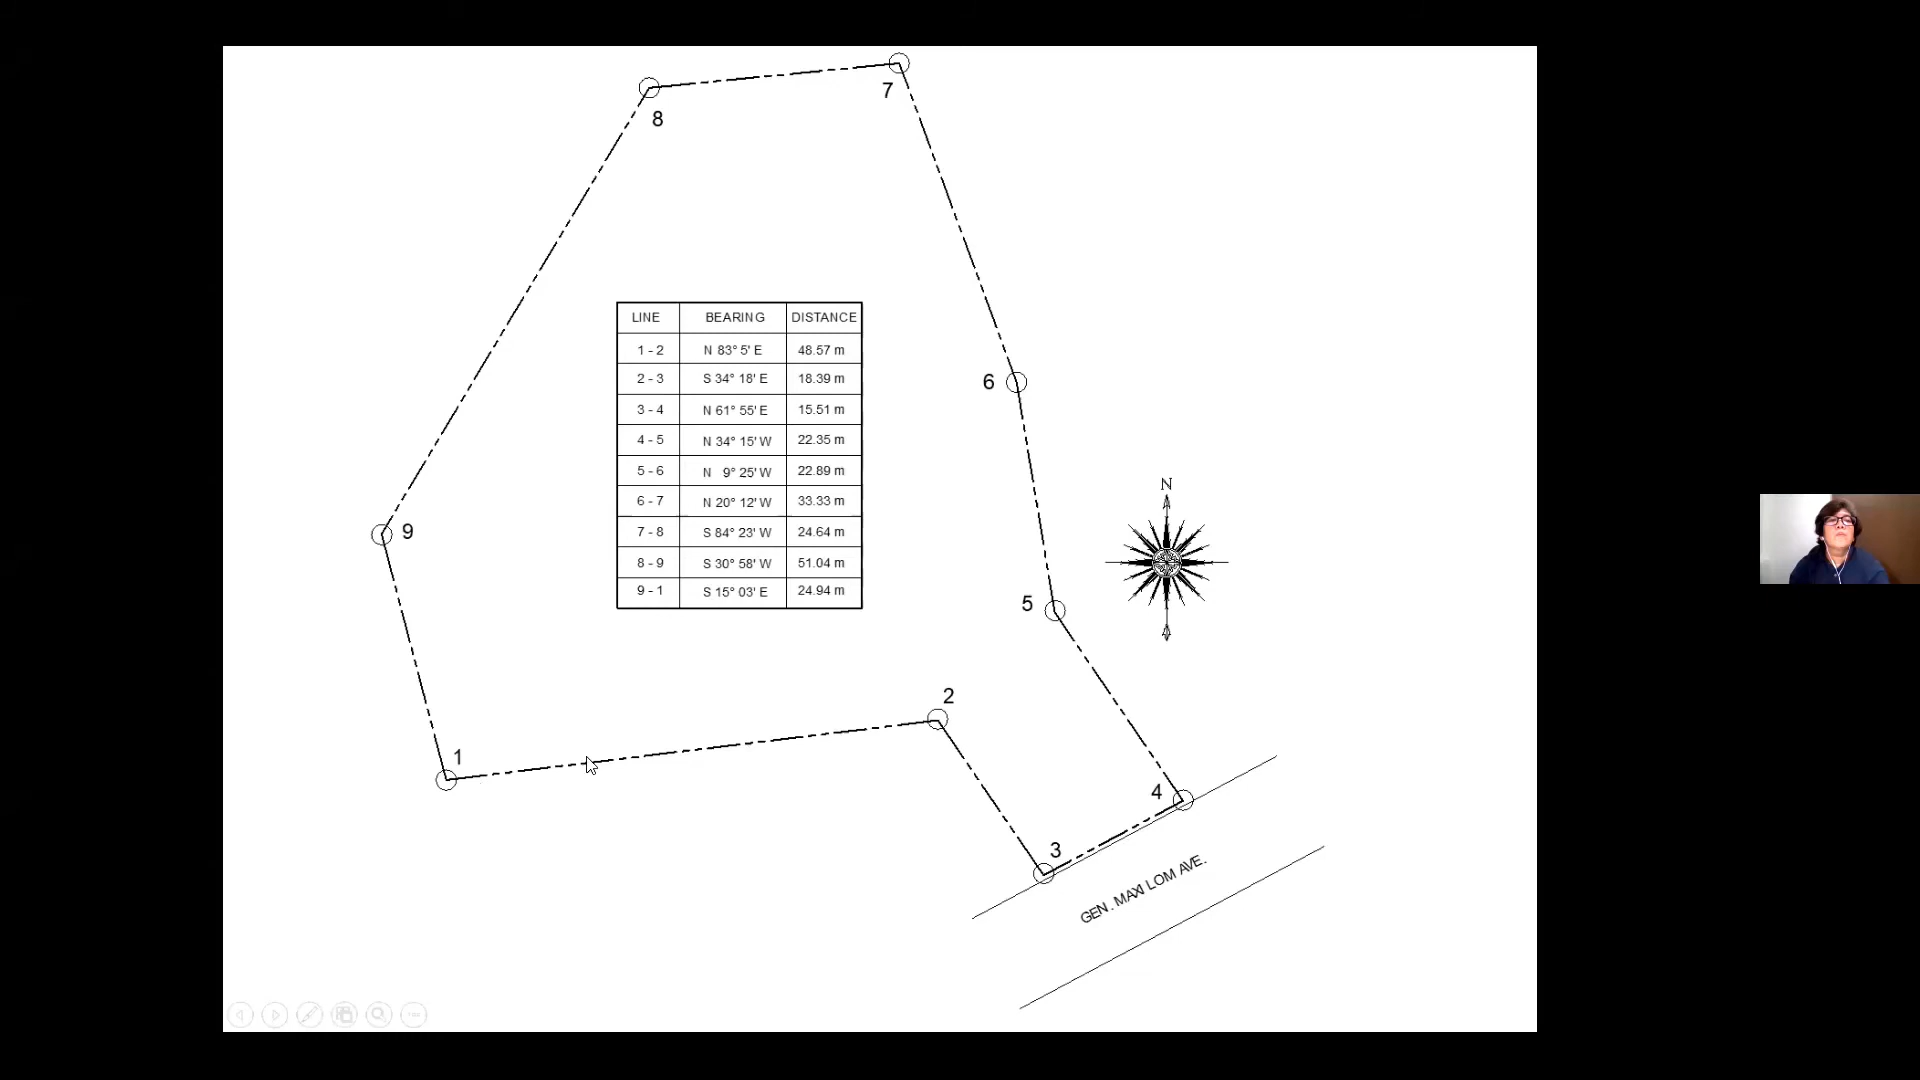 7
8
LINE BEARING DISTANCE
1 - 2 N 83° 5' E 48.57 m
2 - 3 S 34° 18' E 18.39 m
3 - 4 N 61° 55' E 15.51 m
4 - 5 N 34° 15' W 22.35 m
5 - 6 N 9° 25' W 22.89 m
6 - 7 N 20° 12' W 33.33 m
7 - 8 S 84° 23' W 24.64 m
8 - 9 S 30° 58' W 51.04 m
9 - 1 S 15° 03' E 24.94 m
6
N
9
5
2
1
4
3
GEN. MAXI LOM AVE.